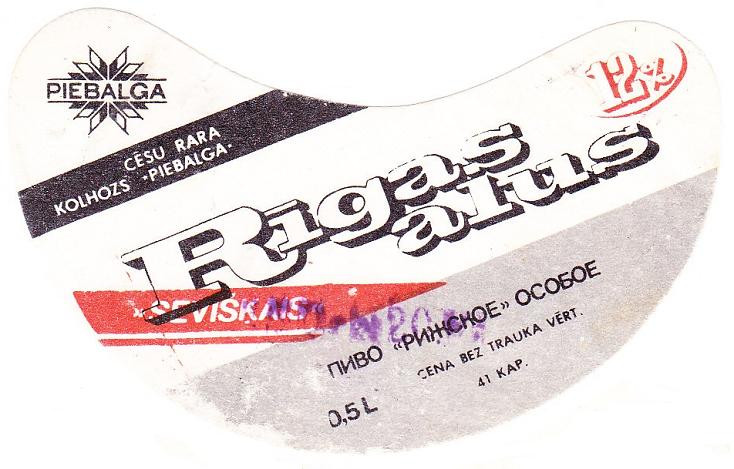 PIEBALGA
12%
CĒSU RARA
KOLHOZS "PIEBALGA"
Rīgas
alus
"SEVIŠĶAIS"
ПИВО «РИЖСКОЕ» ОСОБОЕ
CENA BEZ TRAUKA VĒRT.
41 KAP.
0,5 L